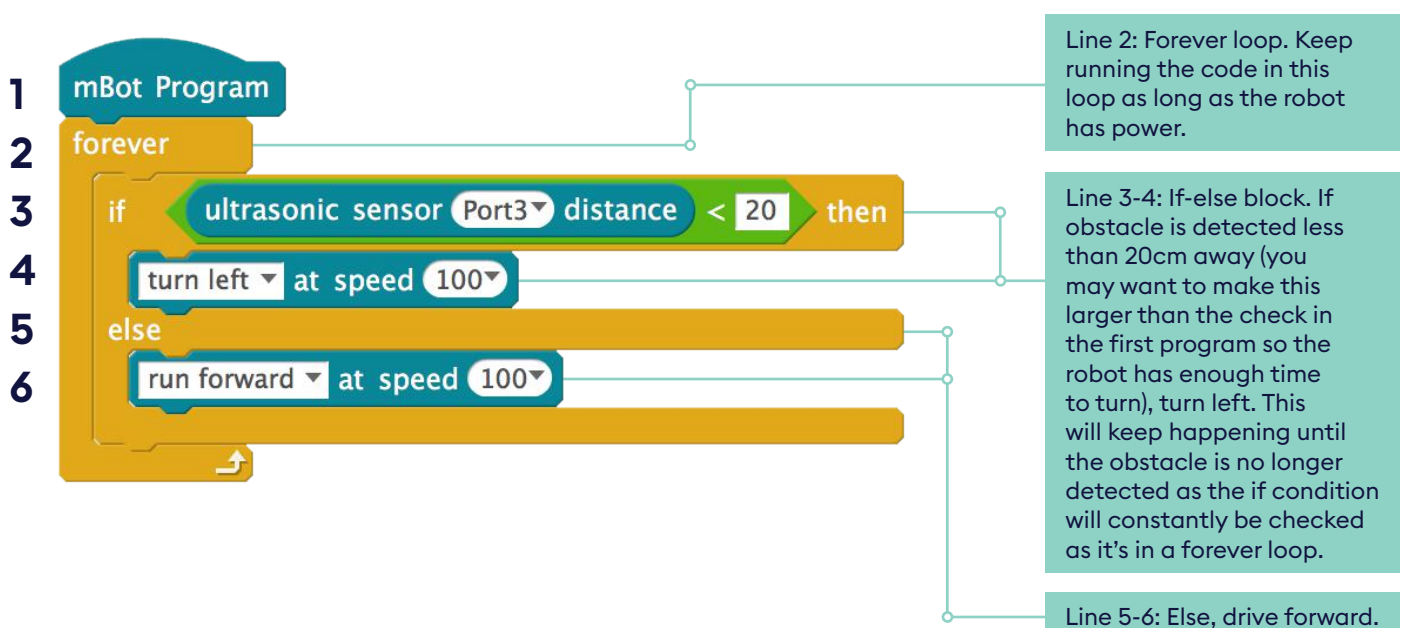 1
mBot Program
2
forever
3
if ultrasonic sensor Port3 distance < 20 then
4
turn left at speed 100
5
else
6
run forward at speed 100
Line 2: Forever loop. Keep
running the code in this
loop as long as the robot
has power.
Line 3-4: If-else block. If
obstacle is detected less
than 20cm away (you
may want to make this
larger than the check in
the first program so the
robot has enough time
to turn), turn left. This
will keep happening until
the obstacle is no longer
detected as the if condition
will constantly be checked
as it's in a forever loop.
Line 5-6: Else, drive forward.